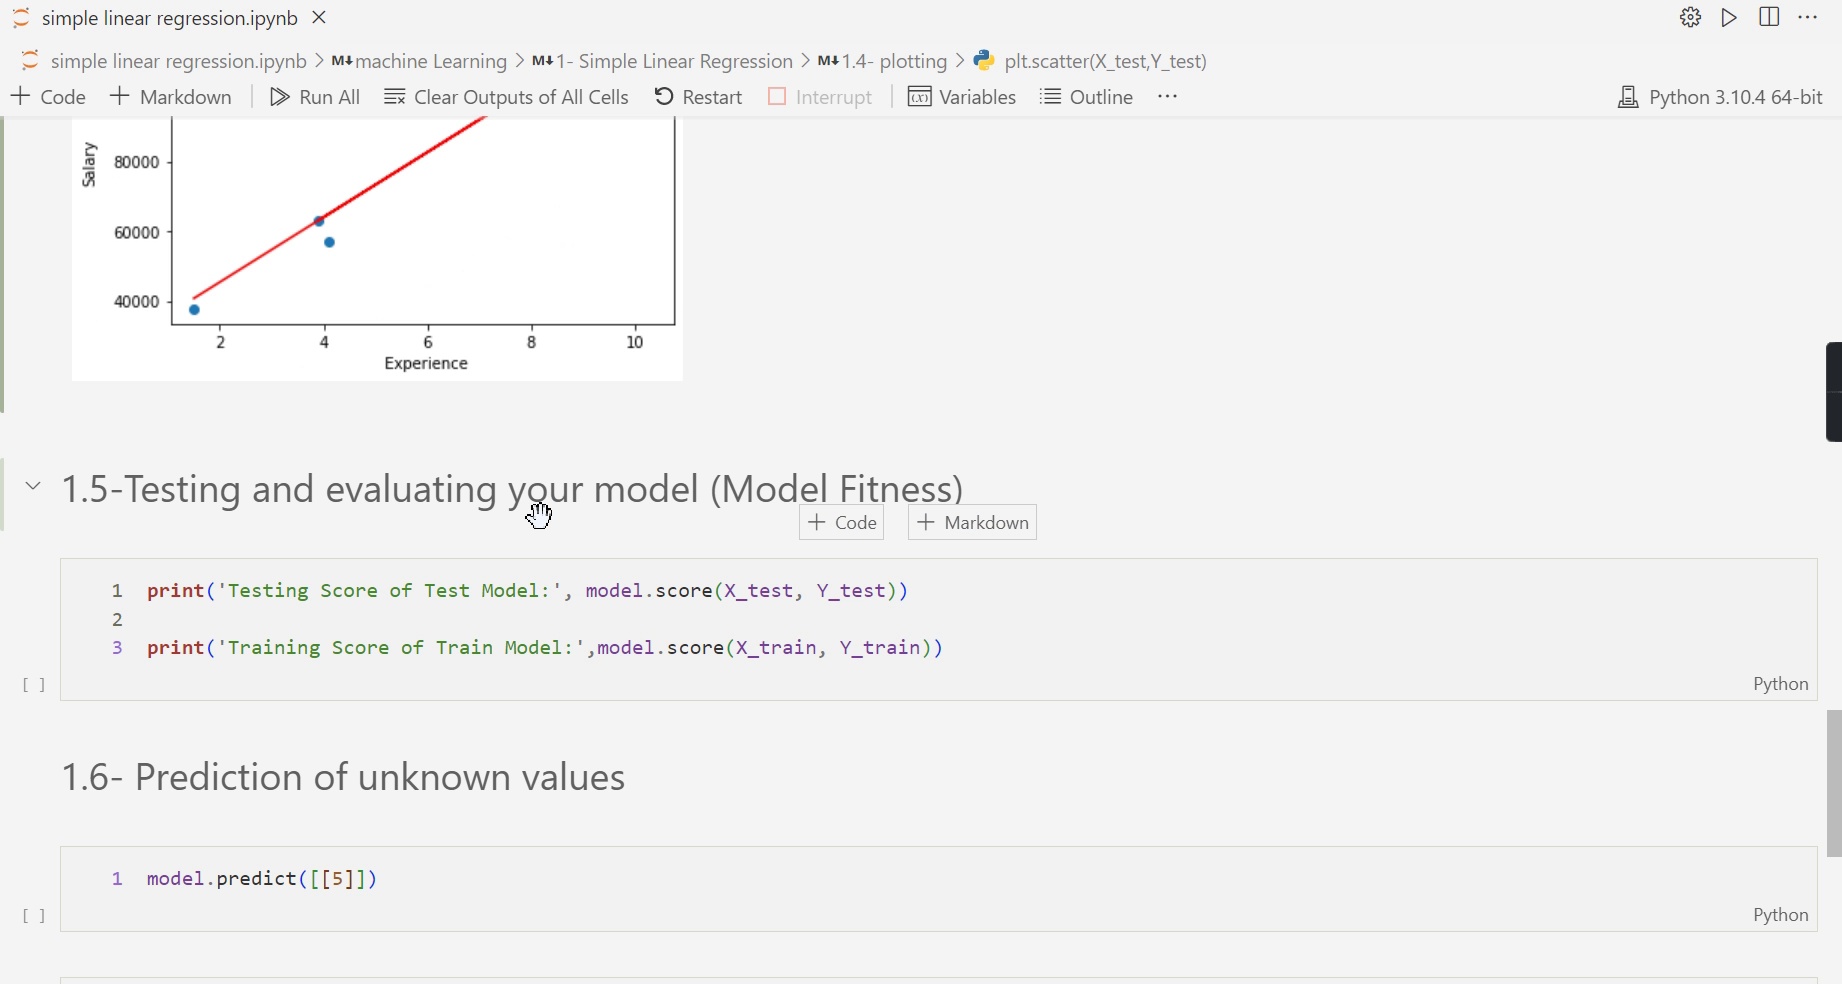 simple linear regression.ipynb
simple linear regression.ipynb > M↓ machine Learning > M↓ 1- Simple Linear Regression > M↓ 1.4- plotting > plt.scatter(X_test,Y_test)
+ Code + Markdown Run All Clear Outputs of All Cells Restart Interrupt Variables Outline ··· Python 3.10.4 64-bit
Salary
80000
60000
40000
2 4 6 8 10
Experience
1.5-Testing and evaluating your model (Model Fitness)
+ Code + Markdown
1 print('Testing Score of Test Model:', model.score(X_test, Y_test))
2
3 print('Training Score of Train Model:',model.score(X_train, Y_train))
[ ] Python
1.6- Prediction of unknown values
1 model.predict([[5]])
[ ] Python